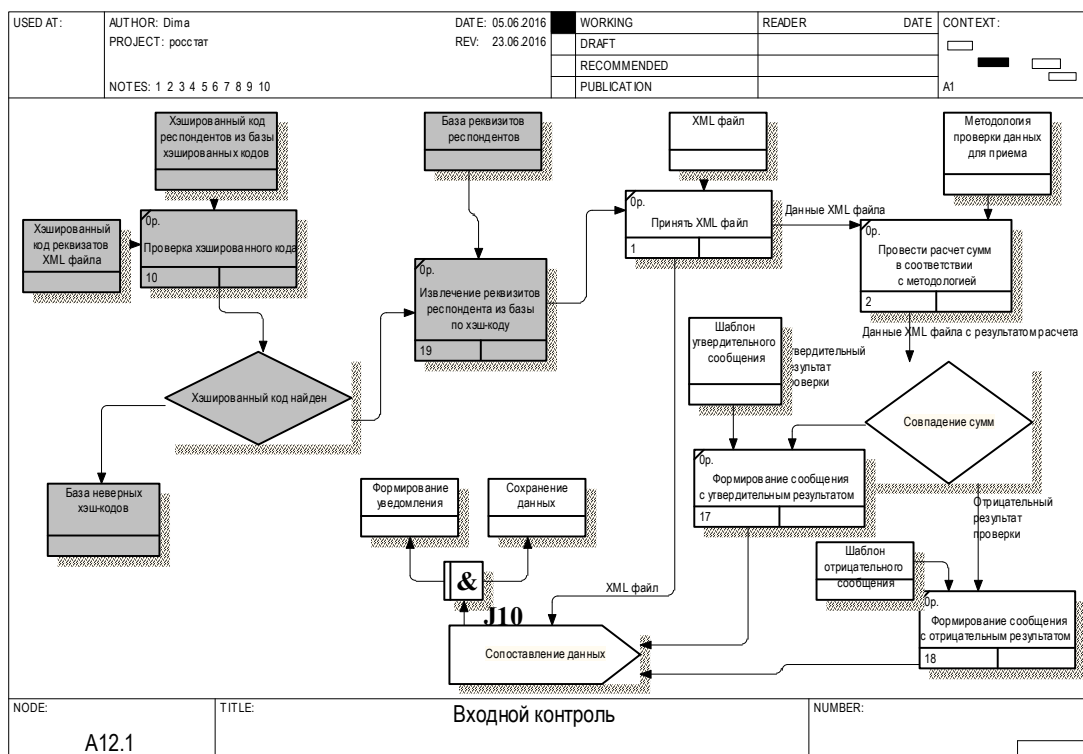 USED AT:
AUTHOR: Dima
DATE: 05.06.2016
WORKING
READER
DATE
CONTEXT:
PROJECT: росстат
REV: 23.06.2016
DRAFT
RECOMMENDED
NOTES: 1 2 3 4 5 6 7 8 9 10
PUBLICATION
A1
Хэшированный код
респондентов из базы
хэшированных кодов
База реквизитов
респондентов
XML файл
Методология
проверки данных
для приема
Хэшированный
код реквизатов
XML файла
0р.
Проверка хэшированного кода
10
0р.
Принять XML файл
1
Данные XML файла
0р.
Провести расчет сумм
в соответствии
с методологией
2
0р.
Извлечение реквизитов
респондента из базы
по хэш-коду
19
Данные XML файла с результатом расчета
Шаблон
утвердительного
сообщения
твердительный
зультат
роверки
Хэшированный код найден
Совпадение сумм
0р.
Формирование сообщения
с утвердительным результатом
17
База неверных
хэш-кодов
Формирование
уведомления
Сохранение
данных
Отрицательный
результат
проверки
Шаблон
отрицательного
сообщения
&
J10
XML файл
0р.
Формирование сообщения
с отрицательным результатом
18
Сопоставление данных
NODE:
TITLE:
Входной контроль
NUMBER:
A12.1